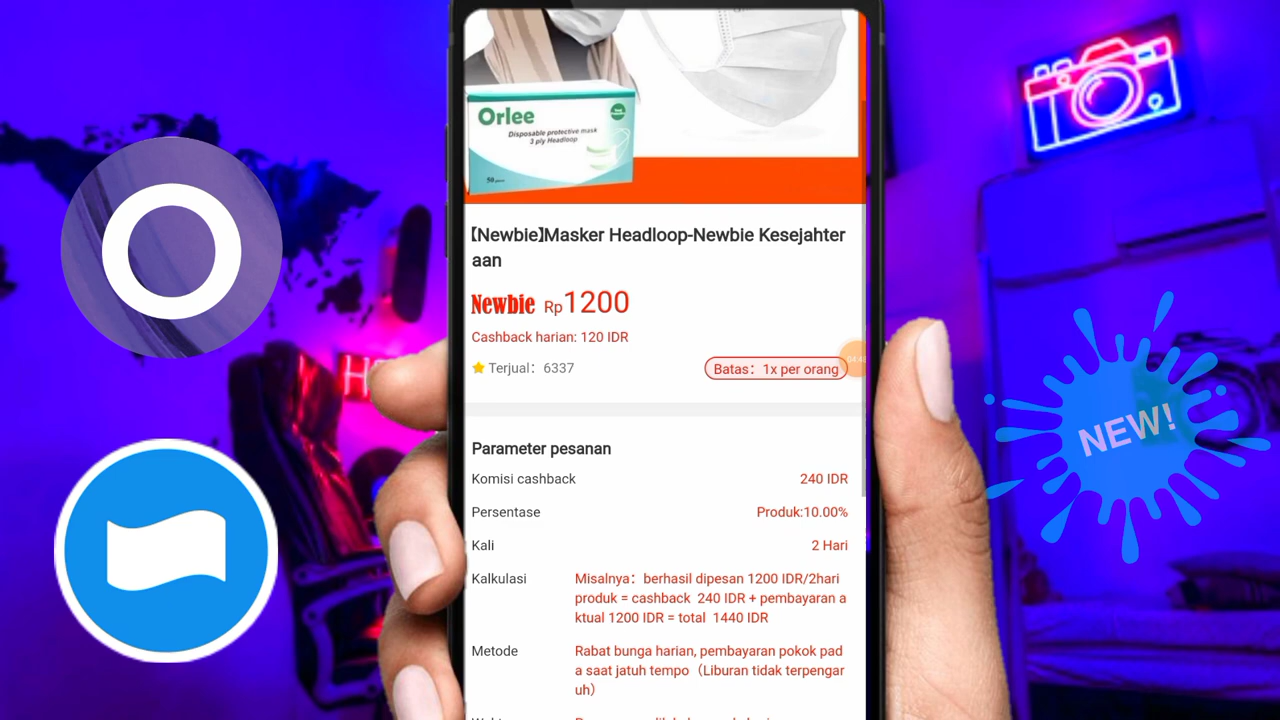 Orlee
Disposable protective mask
3 ply Headloop
50
【Newbie】Masker Headloop-Newbie Kesejahter
aan
Newbie Rp1200
Cashback harian: 120 IDR
Terjual： 6337
Batas： 1x per orang
04:48
H
NEW!
Parameter pesanan
Komisi cashback 240 IDR
Persentase Produk:10.00%
Kali 2 Hari
Kalkulasi Misalnya： berhasil dipesan 1200 IDR/2hari
produk = cashback 240 IDR + pembayaran a
ktual 1200 IDR = total 1440 IDR
Metode Rabat bunga harian, pembayaran pokok pad
a saat jatuh tempo（Liburan tidak terpengar
uh）